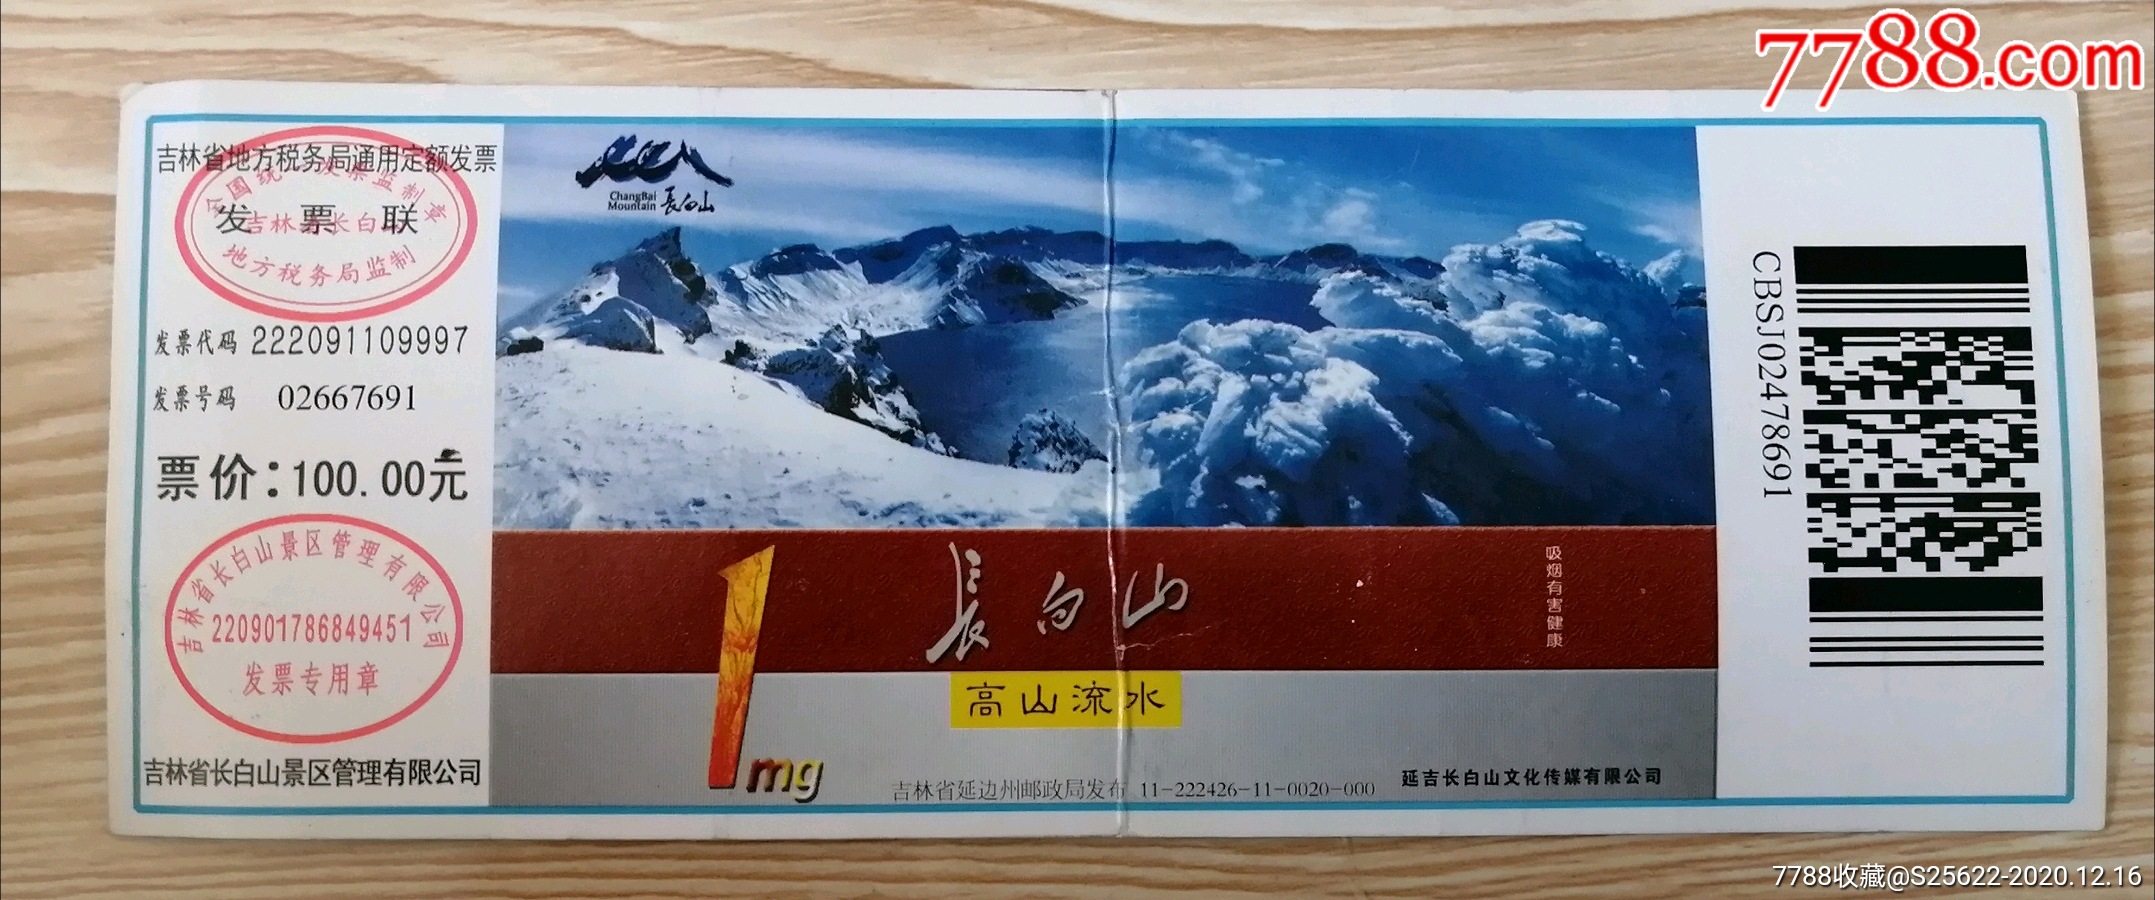 7788.com
吉林省地方税务局通用定额发票
全国统一发票监制章
发票联
吉林省长白山
地方税务局监制
发票代码 222091109997
发票号码 02667691
票价:100.00元
吉林省长白山景区管理有限公司
220901786849451
发票专用章
吉林省长白山景区管理有限公司
ChangBai
Mountain 長白山
長白山
吸烟有害健康
1mg
高山流水
吉林省延边州邮政局发布 11-222426-11-0020-000
延吉长白山文化传媒有限公司
CBSJ02478691
7788收藏@S25622-2020.12.16